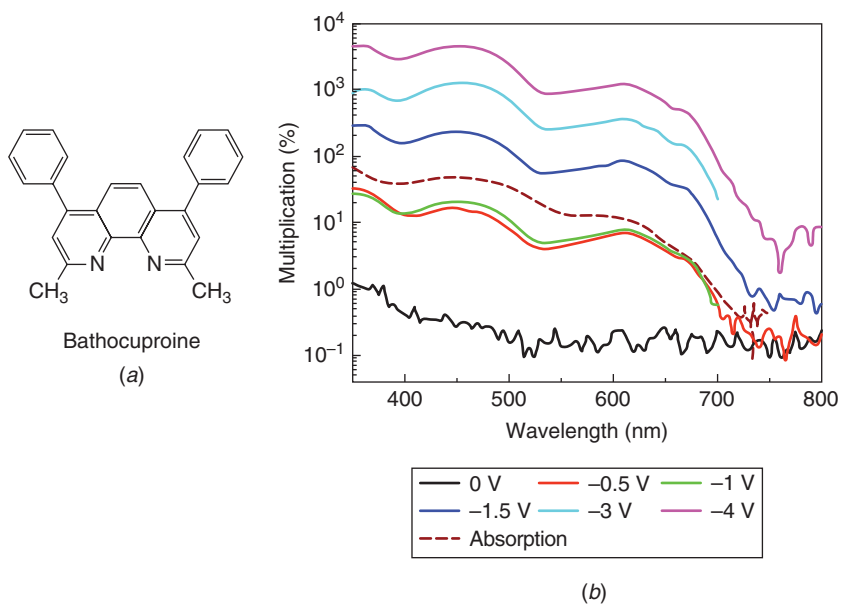 N
N
CH3
CH3
Bathocuproine
(a)
(b)
Multiplication (%)
10^4
10^3
10^2
10^1
10^0
10^−1
400
500
600
700
800
Wavelength (nm)
0 V
−0.5 V
−1 V
−1.5 V
−3 V
−4 V
Absorption
(b)